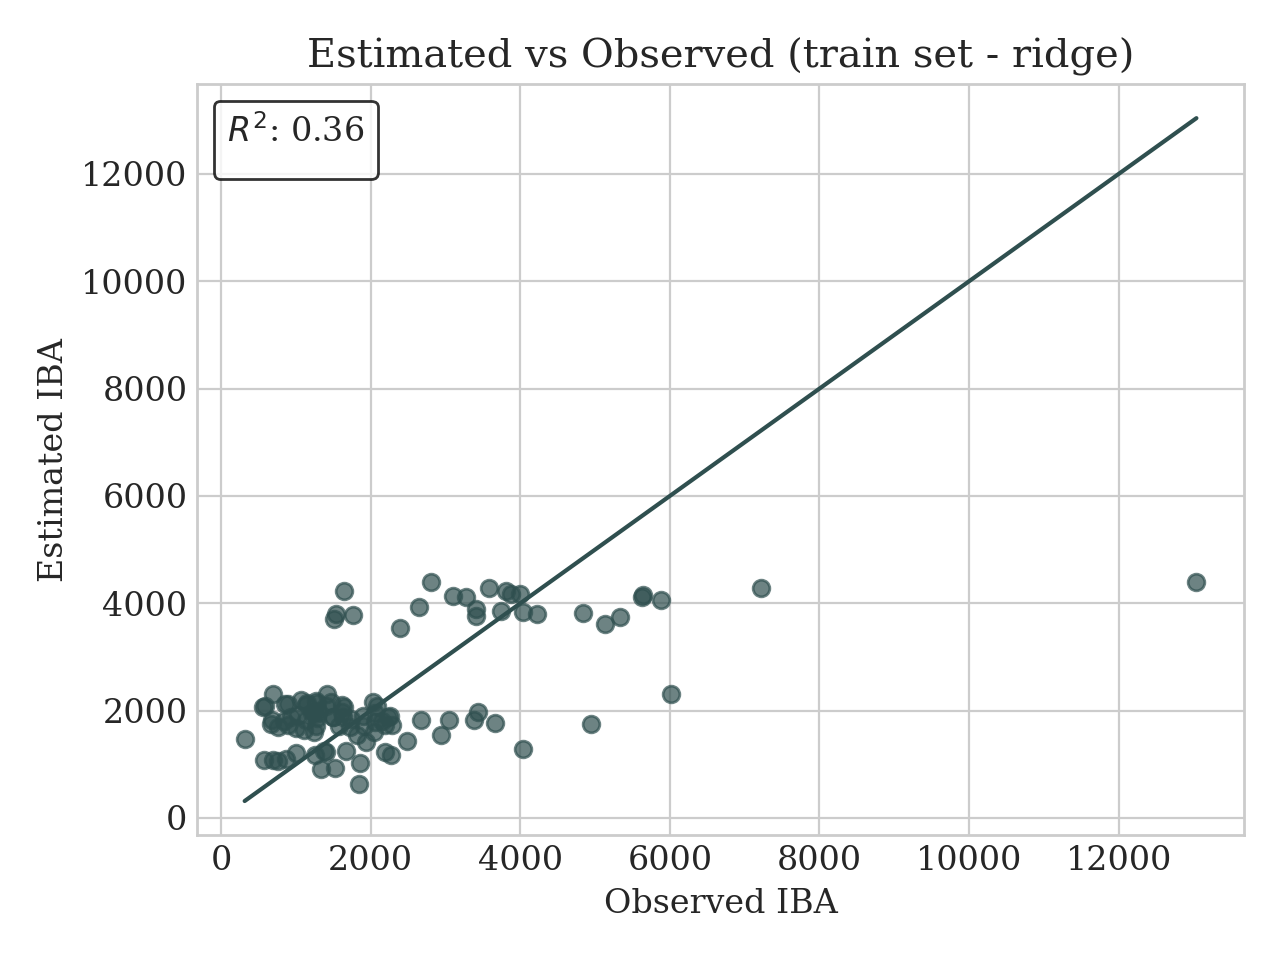 Estimated vs Observed (train set - ridge)
R²: 0.36
12000
10000
8000
6000
4000
2000
0
Estimated IBA
0 2000 4000 6000 8000 10000 12000
Observed IBA